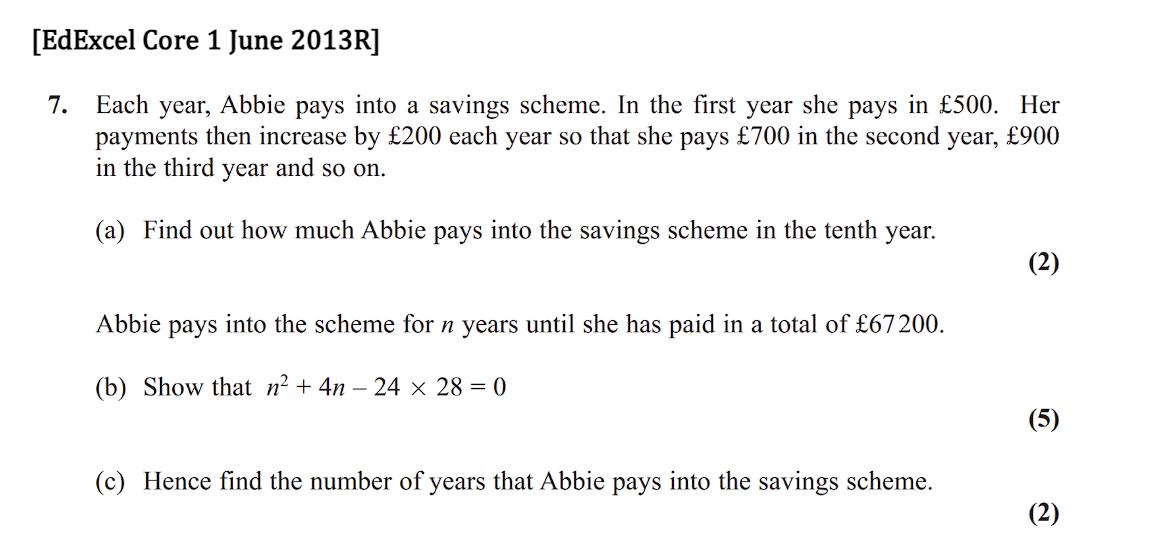 [EdExcel Core 1 June 2013R]
7. Each year, Abbie pays into a savings scheme. In the first year she pays in £500. Her
payments then increase by £200 each year so that she pays £700 in the second year, £900
in the third year and so on.
(a) Find out how much Abbie pays into the savings scheme in the tenth year.
(2)
Abbie pays into the scheme for n years until she has paid in a total of £67 200.
(b) Show that n² + 4n – 24 × 28 = 0
(5)
(c) Hence find the number of years that Abbie pays into the savings scheme.
(2)